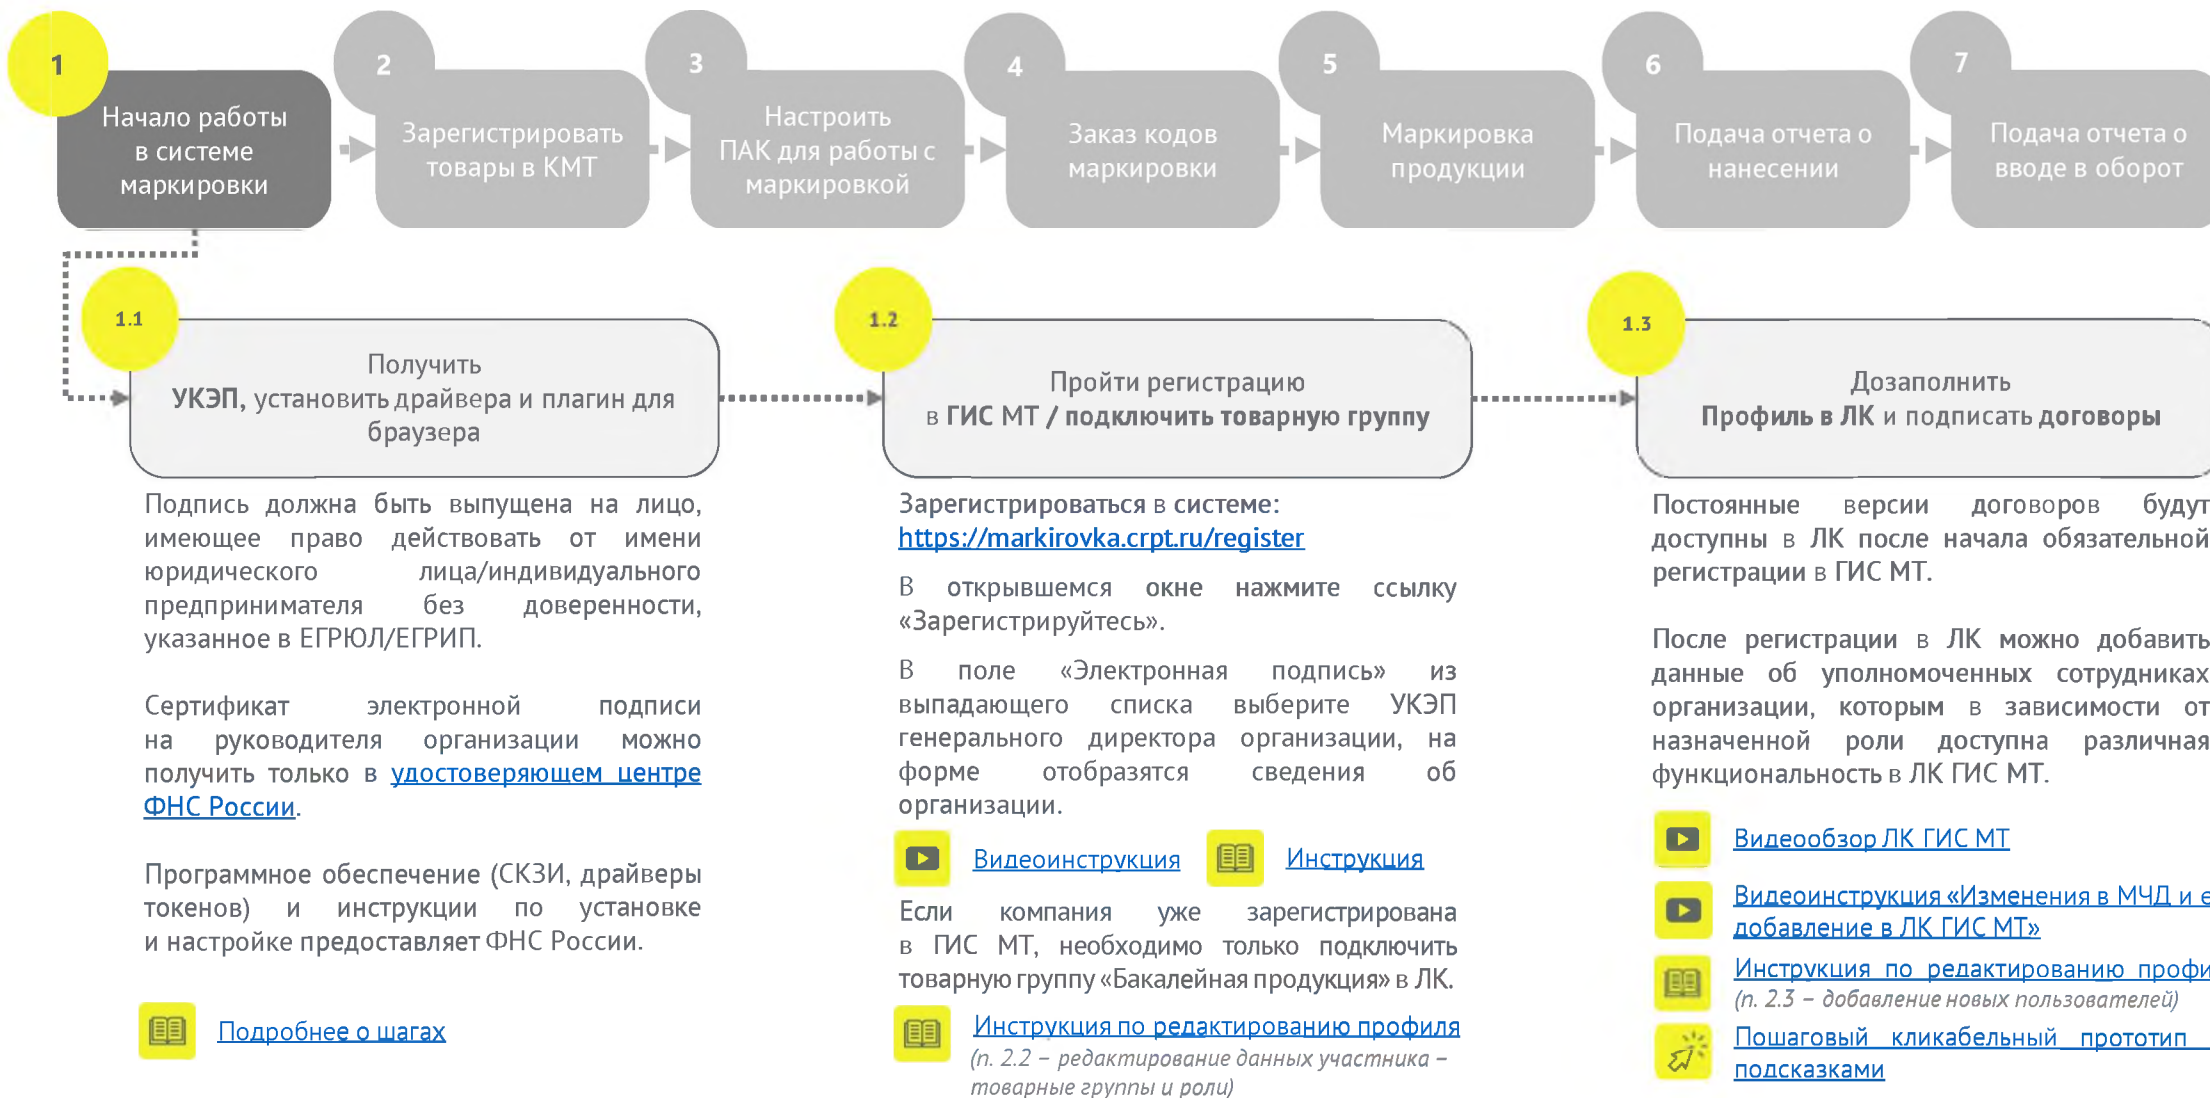 1
Начало работы
в системе
маркировки
2
Зарегистрировать
товары в КМТ
3
Настроить
ПАК для работы с
маркировкой
4
Заказ кодов
маркировки
5
Маркировка
продукции
6
Подача отчета о
нанесении
7
Подача отчета о
вводе в оборот
1.1
Получить
УКЭП, установить драйвера и плагин для
браузера
Подпись должна быть выпущена на лицо,
имеющее право действовать от имени
юридического лица/индивидуального
предпринимателя без доверенности,
указанное в ЕГРЮЛ/ЕГРИП.
Сертификат электронной подписи
на руководителя организации можно
получить только в удостоверяющем центре
ФНС России.
Программное обеспечение (СКЗИ, драйверы
токенов) и инструкции по установке
и настройке предоставляет ФНС России.
Подробнее о шагах
1.2
Пройти регистрацию
в ГИС МТ / подключить товарную группу
Зарегистрироваться в системе:
https://markirovka.crpt.ru/register
В открывшемся окне нажмите ссылку
«Зарегистрируйтесь».
В поле «Электронная подпись» из
выпадающего списка выберите УКЭП
генерального директора организации, на
форме отобразятся сведения об
организации.
Видеоинструкция
Инструкция
Если компания уже зарегистрирована
в ГИС МТ, необходимо только подключить
товарную группу «Бакалейная продукция» в ЛК.
Инструкция по редактированию профиля
(п. 2.2 – редактирование данных участника –
товарные группы и роли)
1.3
Дозаполнить
Профиль в ЛК и подписать договоры
Постоянные версии договоров будут
доступны в ЛК после начала обязательной
регистрации в ГИС МТ.
После регистрации в ЛК можно добавить
данные об уполномоченных сотрудниках
организации, которым в зависимости от
назначенной роли доступна различная
функциональность в ЛК ГИС МТ.
Видеообзор ЛК ГИС МТ
Видеоинструкция «Изменения в МЧД и
добавление в ЛК ГИС МТ»
Инструкция по редактированию
(п. 2.3 – добавление новых пользователей)
Пошаговый кликабельный прототип
подсказками